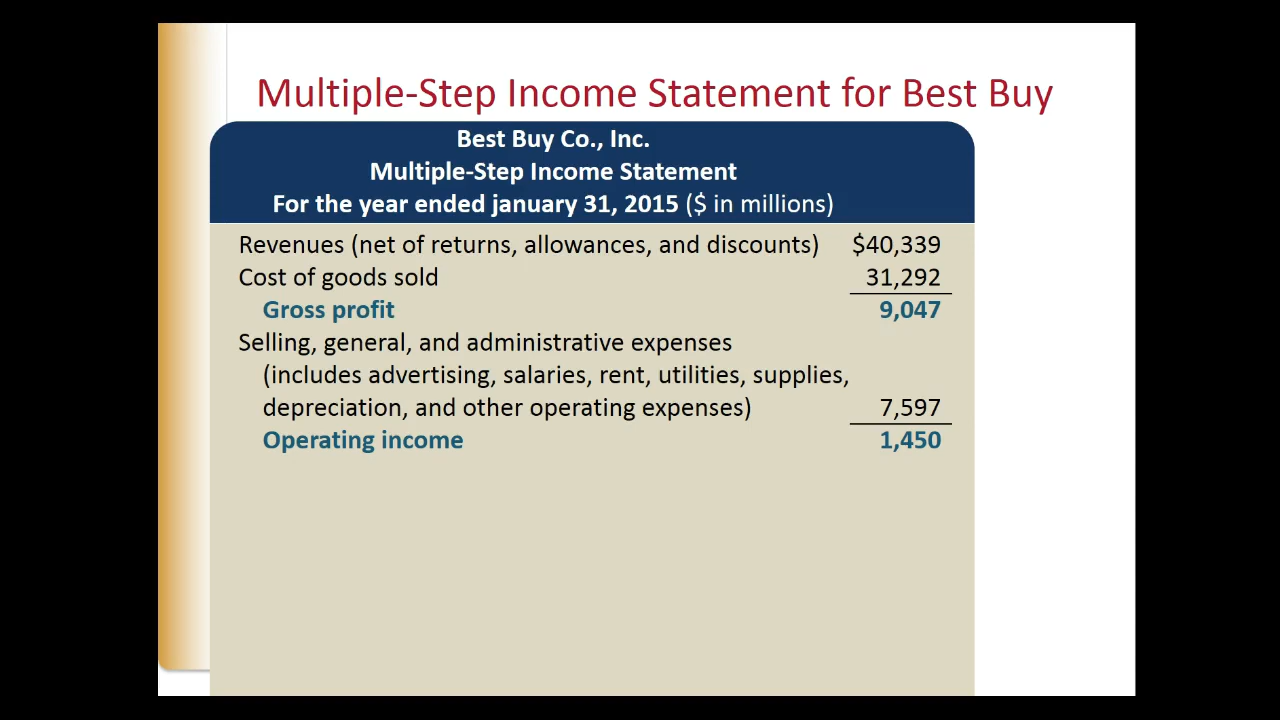 Multiple-Step Income Statement for Best Buy
Best Buy Co., Inc.
Multiple-Step Income Statement
For the year ended january 31, 2015 ($ in millions)
Revenues (net of returns, allowances, and discounts) $40,339
Cost of goods sold 31,292
Gross profit 9,047
Selling, general, and administrative expenses
(includes advertising, salaries, rent, utilities, supplies,
depreciation, and other operating expenses) 7,597
Operating income 1,450